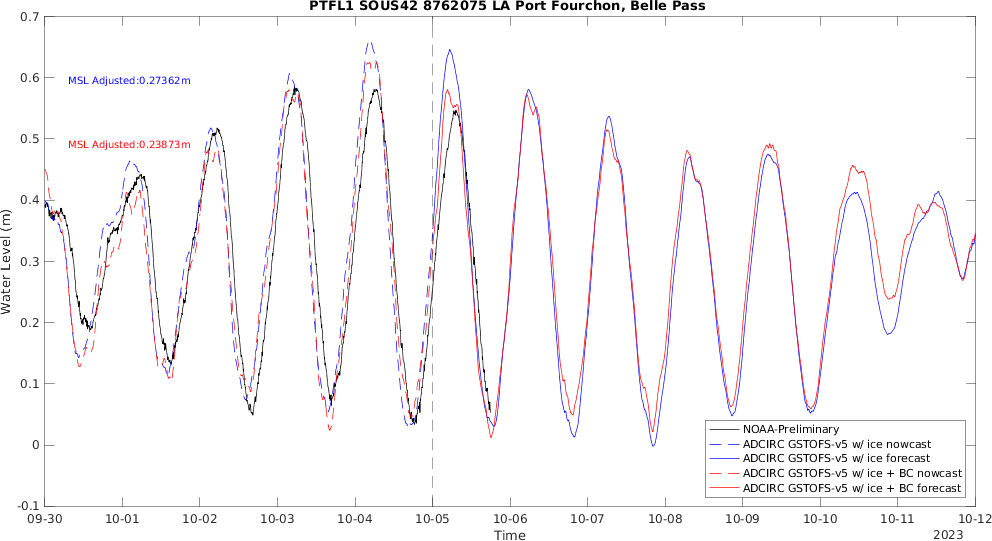 PTFL1 SOUS42 8762075 LA Port Fourchon, Belle Pass
0.7
0.6
0.5
0.4
0.3
0.2
0.1
0
-0.1
Water Level (m)
MSL Adjusted:0.27362m
MSL Adjusted:0.23873m
NOAA-Preliminary
ADCIRC GSTOFS-v5 w/ ice nowcast
ADCIRC GSTOFS-v5 w/ ice forecast
ADCIRC GSTOFS-v5 w/ ice + BC nowcast
ADCIRC GSTOFS-v5 w/ ice + BC forecast
09-30 10-01 10-02 10-03 10-04 10-05 10-06 10-07 10-08 10-09 10-10 10-11 10-12
Time
2023